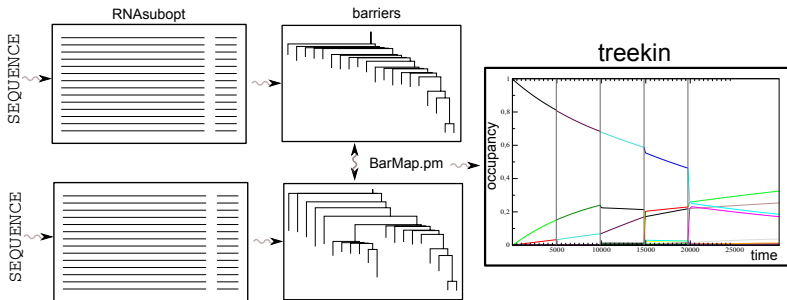 RNAsubopt
barriers
SEQUENCE
treekin
BarMap.pm
SEQUENCE
occupancy
1
0,8
0,6
0,4
0,2
0
5000
10000
15000
20000
25000
time